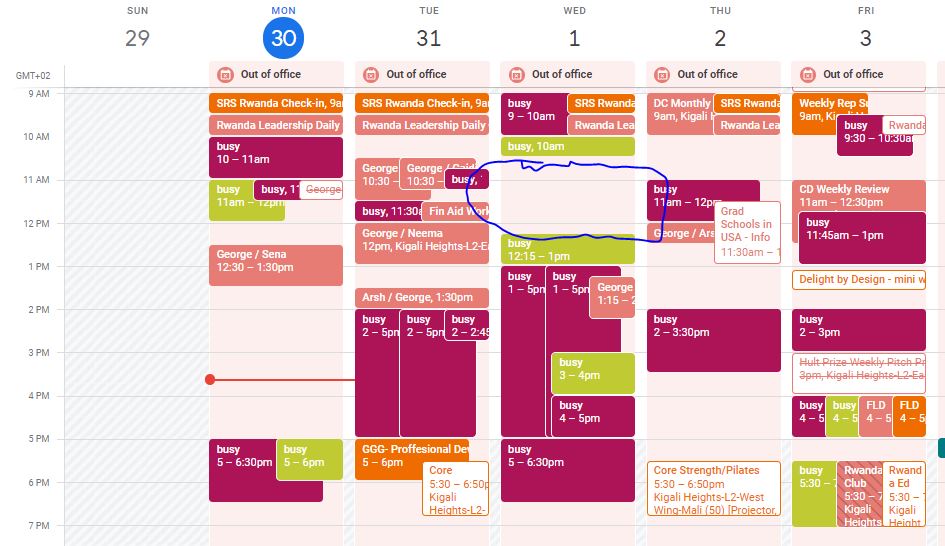 SUN
29
MON
30
TUE
31
WED
1
THU
2
FRI
3
GMT+02
Out of office
Out of office
Out of office
Out of office
Out of office
9 AM
10 AM
11 AM
12 PM
1 PM
2 PM
3 PM
4 PM
5 PM
6 PM
7 PM
SRS Rwanda Check-in, 9a
Rwanda Leadership Daily
busy
10 – 11am
busy
11am – 12pm
busy, 11
George
George / Sena
12:30 – 1:30pm
busy
5 – 6:30pm
busy
5 – 6pm
SRS Rwanda Check-in, 9a
Rwanda Leadership Daily
George
10:30 –
George / Caidi
10:30 –
busy,
busy, 11:30a
Fin Aid Work
George / Neema
12pm, Kigali Heights-L2-E
Arsh / George, 1:30pm
busy
2 – 5pm
busy
2 – 5pm
busy
2 – 2:45
GGG- Proffesional Dev
5 – 6pm
Core
5:30 – 6:50p
Kigali
Heights-L2-
busy
9 – 10am
SRS Rwanda
Rwanda Lea
busy, 10am
busy
12:15 – 1pm
busy
1 – 5pm
busy
1 – 5pm
George
1:15 – 2
busy
3 – 4pm
busy
4 – 5pm
busy
5 – 6:30pm
DC Monthly
9am, Kigali H
SRS Rwanda
Rwanda Lea
busy
11am – 12pm
George / Ars
Grad
Schools in
USA - Info
11:30am – 1
busy
2 – 3:30pm
Core Strength/Pilates
5:30 – 6:50pm
Kigali Heights-L2-West
Wing-Mali (50) [Projector,
Weekly Rep S
9am, Ki
busy
9:30 – 10:30a
Rwanda
CD Weekly Review
11am – 12:30pm
busy
11:45am – 1pm
Delight by Design - mini w
busy
2 – 3pm
Hult Prize Weekly Pitch Pr
3pm, Kigali Heights-L2-Ea
busy
4 – 5
busy
4 – 5
FLD
4 – 5
FLD
4 – 5
busy
5:30 – 7
Rwanda
Club
5:30 – 7
Kigali
Heights
Rwand
a Ed
5:30 – 7
Kigali
Height